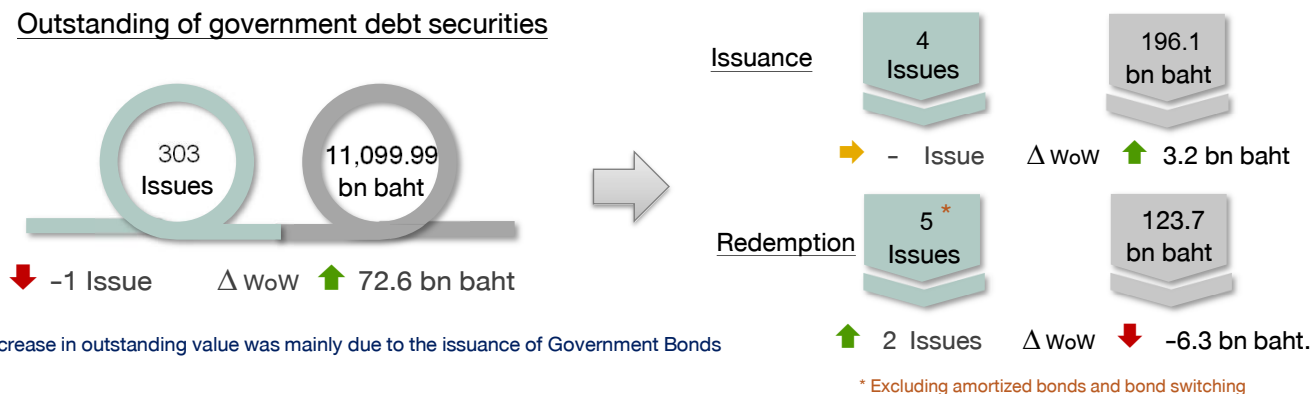 Outstanding of government debt securities
303
Issues
11,099.99
bn baht
-1 Issue
Δ WoW
72.6 bn baht
crease in outstanding value was mainly due to the issuance of Government Bonds
Issuance
4
Issues
196.1
bn baht
- Issue
Δ WoW
3.2 bn baht
Redemption
5 *
Issues
123.7
bn baht
2 Issues
Δ WoW
-6.3 bn baht.
* Excluding amortized bonds and bond switching